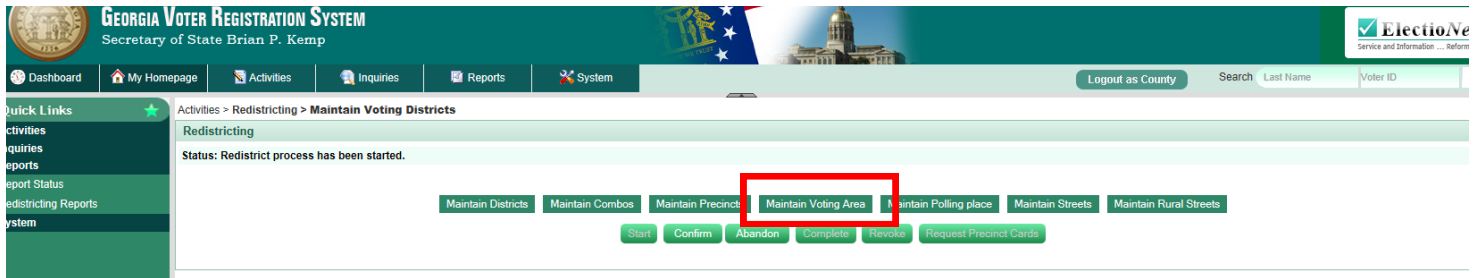 GEORGIA VOTER REGISTRATION SYSTEM
Secretary of State Brian P. Kemp
ElectioNe
Service and Information ... Reform
Dashboard My Homepage Activities Inquiries Reports System Logout as County Search Last Name Voter ID
Quick Links
Activities > Redistricting > Maintain Voting Districts
ctivities
Redistricting
nquiries
eports
Status: Redistrict process has been started.
eport Status
edistricting Reports
ystem
Maintain Districts Maintain Combos Maintain Precincts Maintain Voting Area Maintain Polling place Maintain Streets Maintain Rural Streets
Start Confirm Abandon Complete Revoke Request Precinct Cards